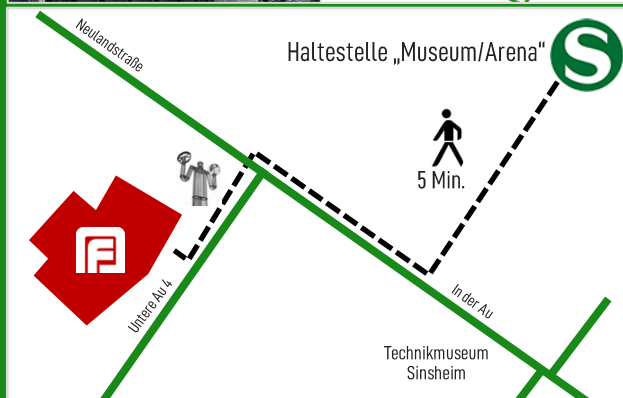 Neulandstraße
Haltestelle „Museum/Arena“
S
5 Min.
F
Untere Au 4
In der Au
Technikmuseum
Sinsheim